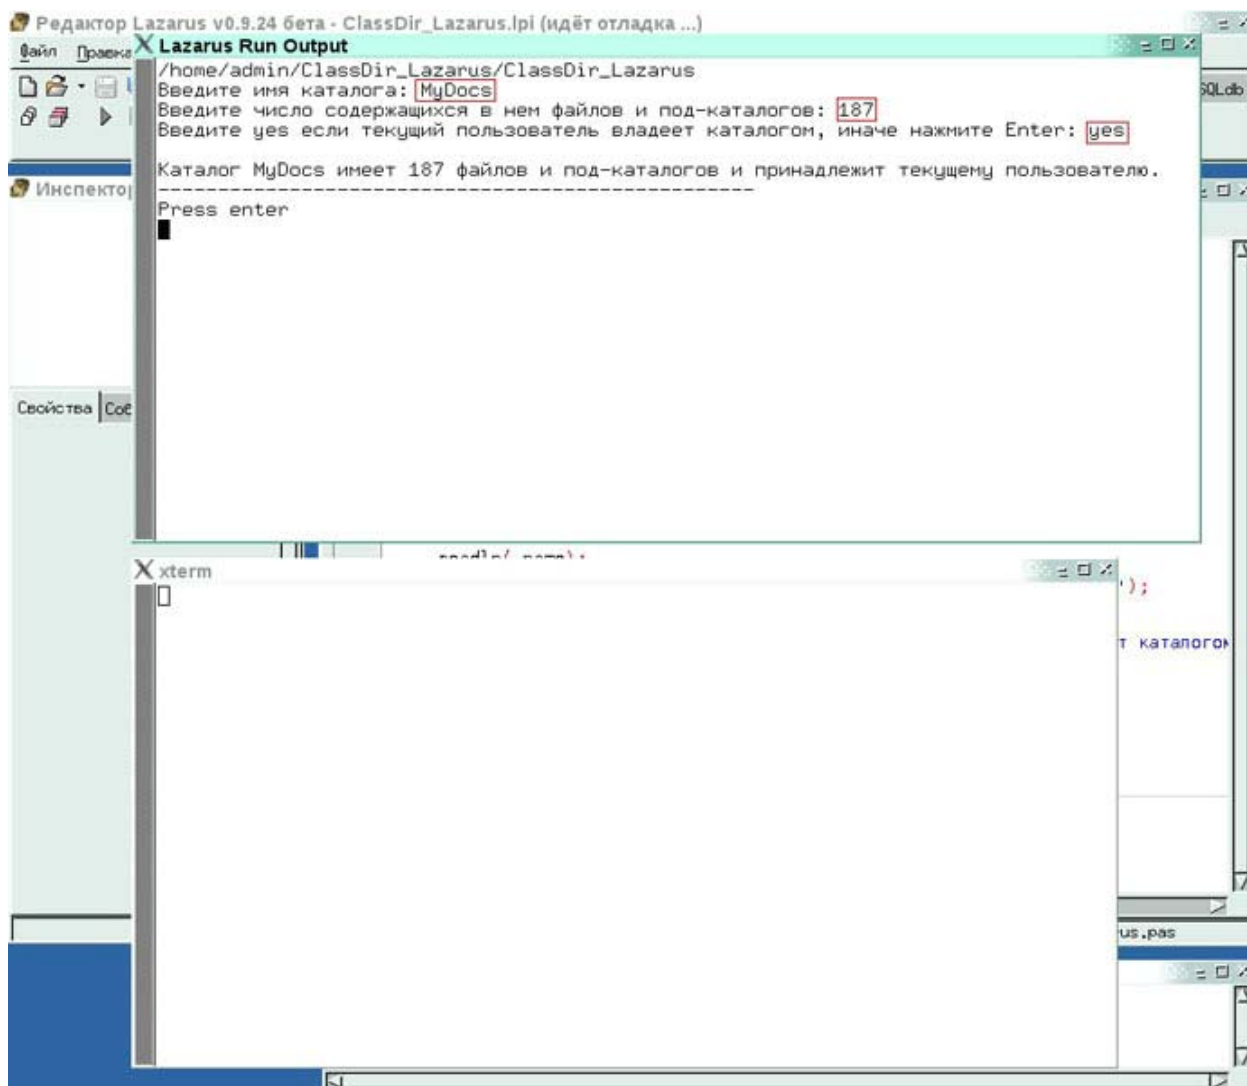 Редактор Lazarus v0.9.24 бета - ClassDir_Lazarus.lpi (идёт отладка ...)
Файл Правка
Lazarus Run Output
/home/admin/ClassDir_Lazarus/ClassDir_Lazarus
Введите имя каталога: MyDocs
Введите число содержащихся в нем файлов и под-каталогов: 187
Введите yes если текущий пользователь владеет каталогом, иначе нажмите Enter: yes
Каталог MyDocs имеет 187 файлов и под-каталогов и принадлежит текущему пользователю.
--------------------------------------------------
Press enter
SQLdb
Инспектор
Свойства Соб
xterm
');
т каталогом
us.pas